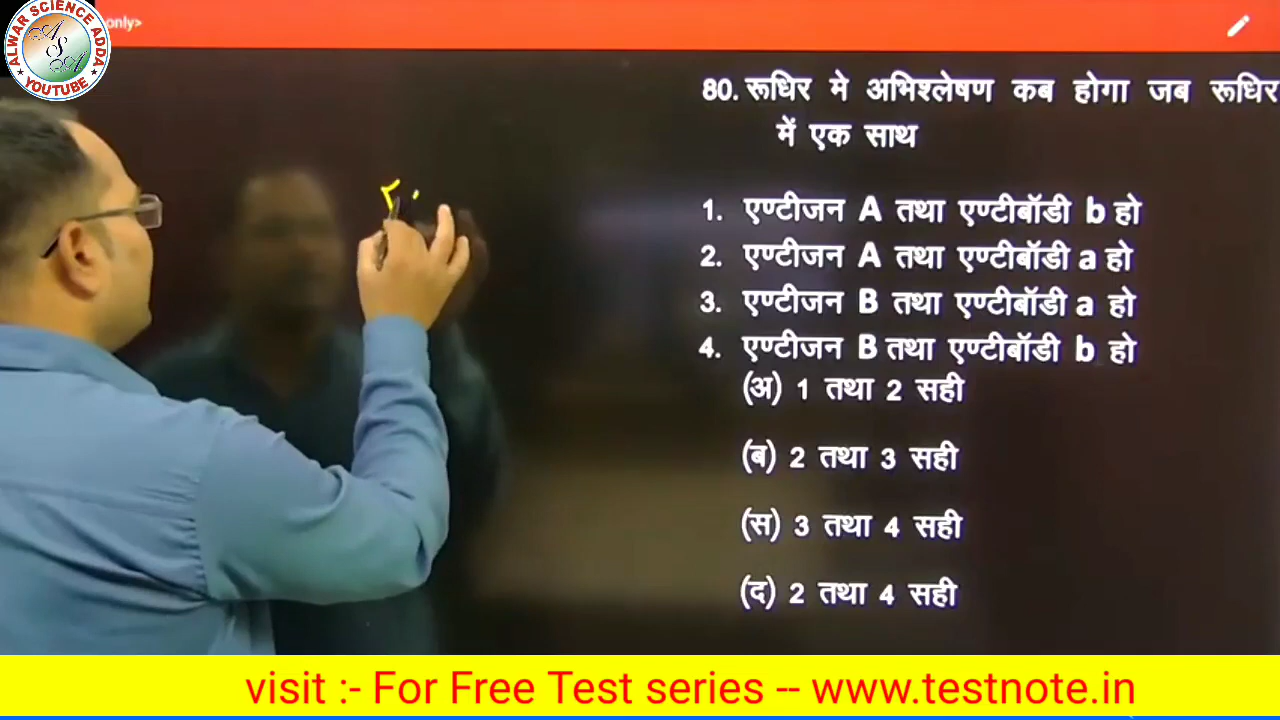 ALWAR SCIENCE ADDA
ASA
YOUTUBE
only>
80. रूधिर मे अभिश्लेषण कब होगा जब रूधिर
में एक साथ
1. एण्टीजन A तथा एण्टीबॉडी b हो
2. एण्टीजन A तथा एण्टीबॉडी a हो
3. एण्टीजन B तथा एण्टीबॉडी a हो
4. एण्टीजन B तथा एण्टीबॉडी b हो
(अ) 1 तथा 2 सही
(ब) 2 तथा 3 सही
(स) 3 तथा 4 सही
(द) 2 तथा 4 सही
visit :- For Free Test series -- www.testnote.in